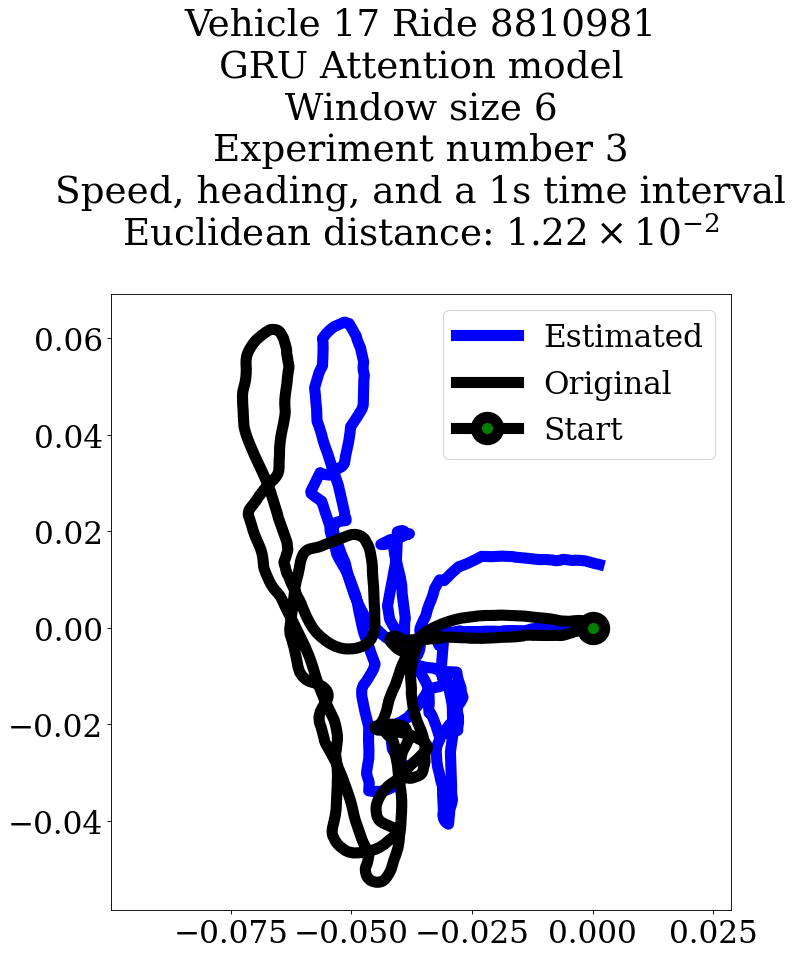 Vehicle 17 Ride 8810981
GRU Attention model
Window size 6
Experiment number 3
Speed, heading, and a 1s time interval
Euclidean distance: 1.22 × 10⁻²
Estimated
Original
Start
0.06
0.04
0.02
0.00
−0.02
−0.04
−0.075 −0.050 −0.025 0.000 0.025